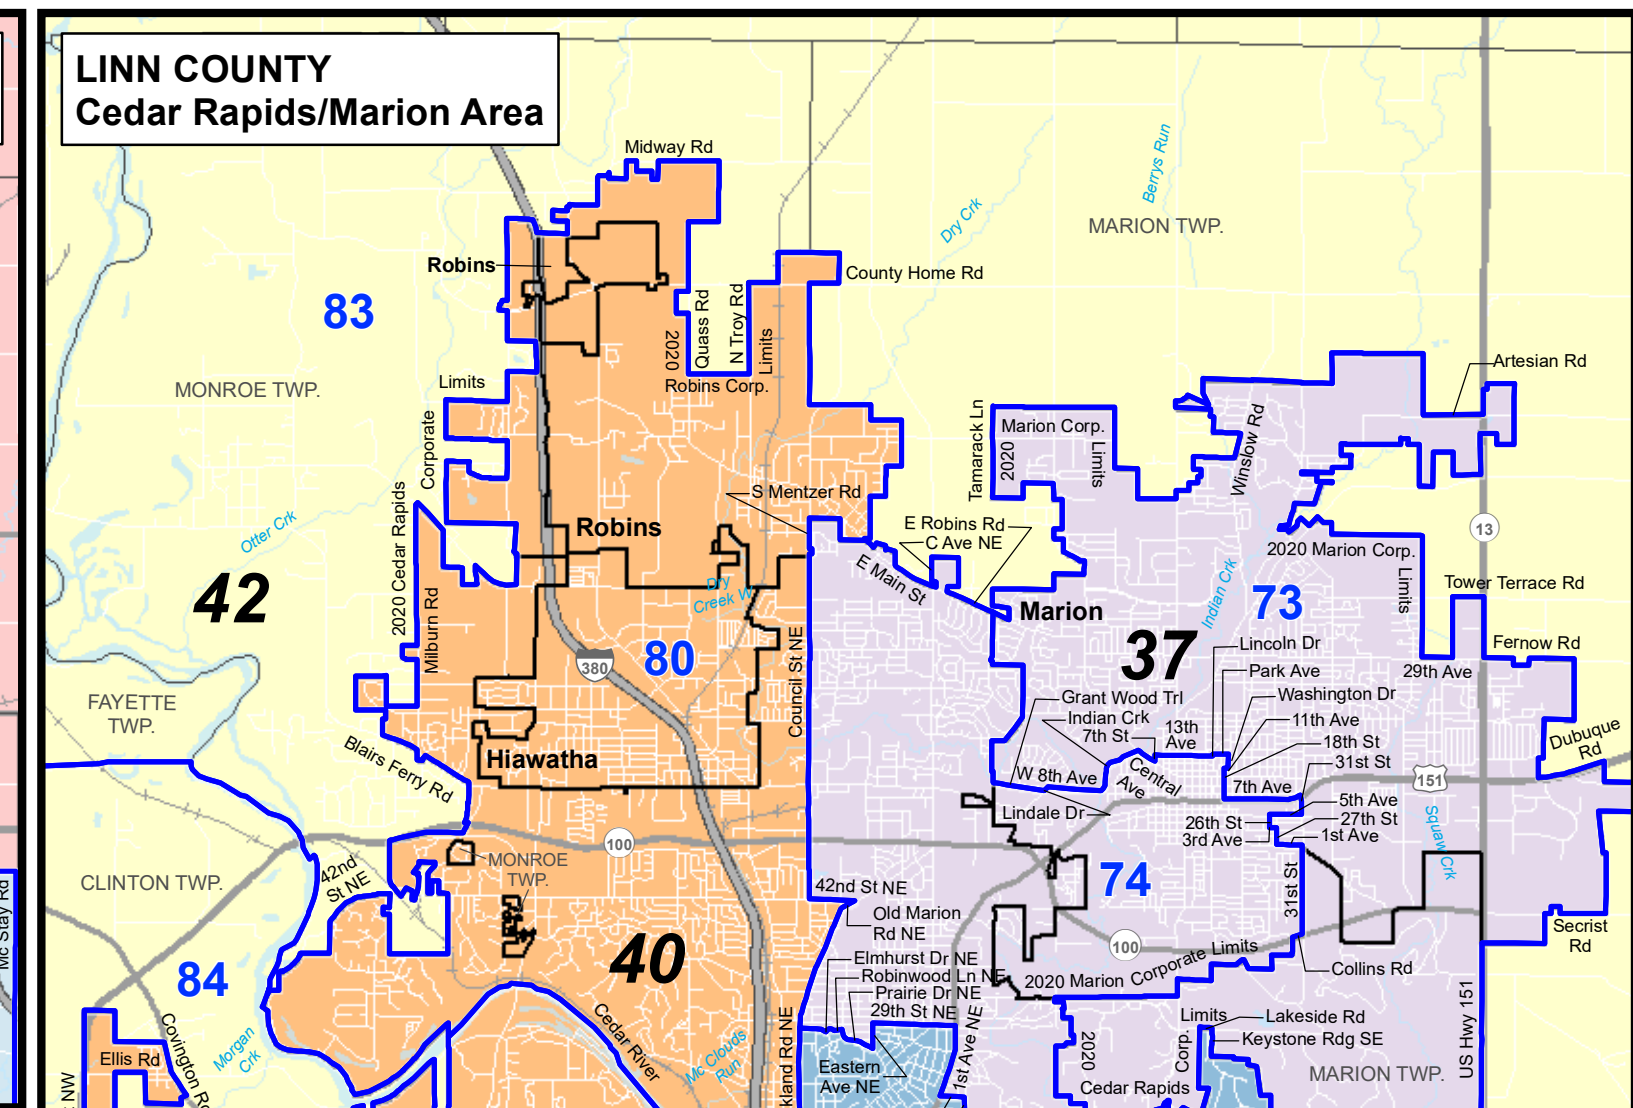 LINN COUNTY
Cedar Rapids/Marion Area
Midway Rd
Berrys Run
Dry Crk
MARION TWP.
Robins
County Home Rd
83
Quass Rd
N Troy Rd
2020
Limits
Robins Corp.
Artesian Rd
MONROE TWP.
Limits
Corporate
2020 Cedar Rapids
Tamarack Ln
Marion Corp.
2020
Limits
Winslow Rd
S Mentzer Rd
Robins
E Robins Rd
C Ave NE
13
Otter Crk
2020 Marion Corp.
Limits
E Main St
Dry
Creek W
Indian Crk
Tower Terrace Rd
42
Milburn Rd
73
Marion
80
380
Council St NE
37
Lincoln Dr
Fernow Rd
29th Ave
Park Ave
FAYETTE
TWP.
Grant Wood Trl
Washington Dr
Indian Crk
7th St
13th
Ave
11th Ave
18th St
31st St
Dubuque
Rd
Blairs Ferry Rd
Hiawatha
W 8th Ave
Central
Ave
7th Ave
151
Lindale Dr
5th Ave
26th St
27th St
3rd Ave
1st Ave
Squaw Crk
100
MONROE
TWP.
42nd
St NE
CLINTON TWP.
74
42nd St NE
31st St
Mc Stay Rd
Old Marion
Rd NE
Secrist
Rd
100
40
84
Elmhurst Dr NE
Robinwood Ln NE
Prairie Dr NE
29th St NE
2020 Marion Corporate Limits
Collins Rd
Cedar River
Morgan
Crk
Covington Rd
Ellis Rd
Mc Clouds
Run
kland Rd NE
1st Ave NE
Limits
Lakeside Rd
Keystone Rdg SE
US Hwy 151
Eastern
Ave NE
2020
Corp.
Cedar Rapids
MARION TWP.
NW